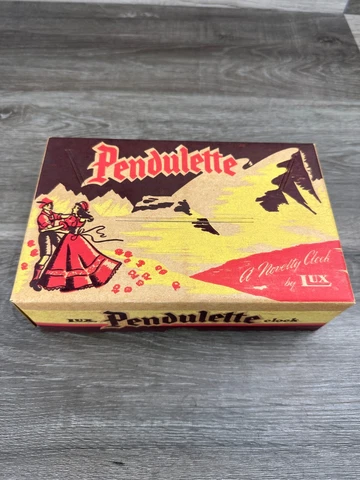 Pendulette
A Novelty Clock
by LUX
LUX Pendulette clock